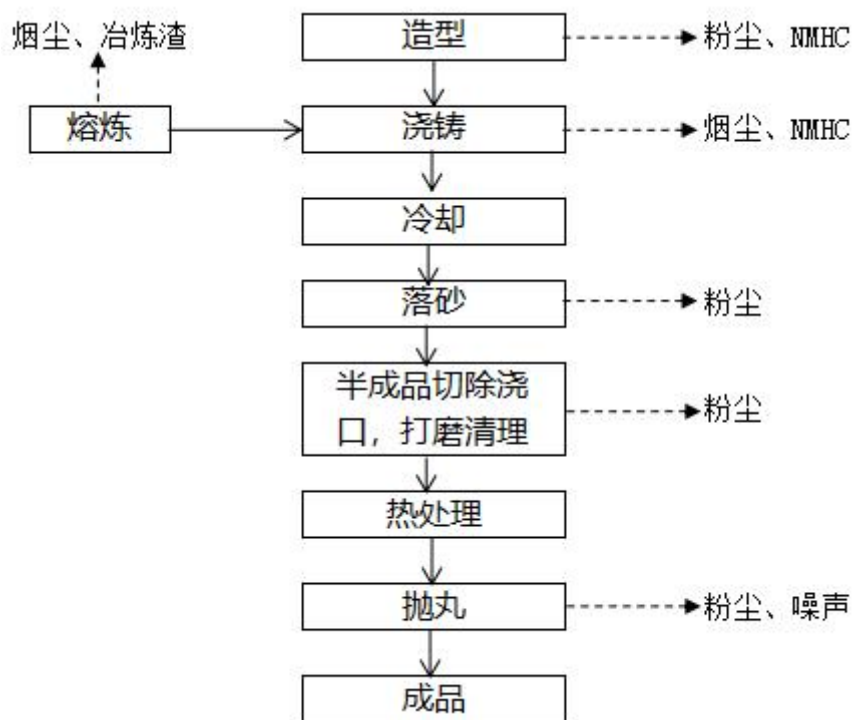 烟尘、冶炼渣
造型
粉尘、NMHC
熔炼
浇铸
烟尘、NMHC
冷却
落砂
粉尘
半成品切除浇
口，打磨清理
粉尘
热处理
抛丸
粉尘、噪声
成品